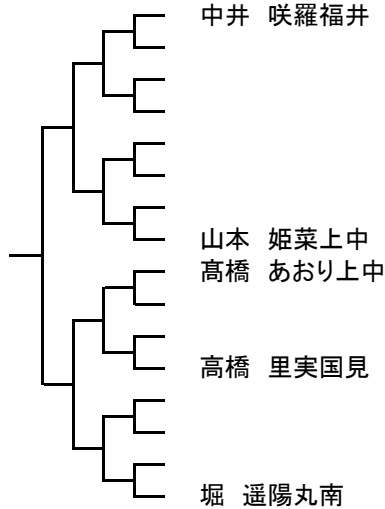 中井 咲羅福井
山本 姫菜上中
髙橋 あおり上中
高橋 里実国見
堀 遥陽丸南